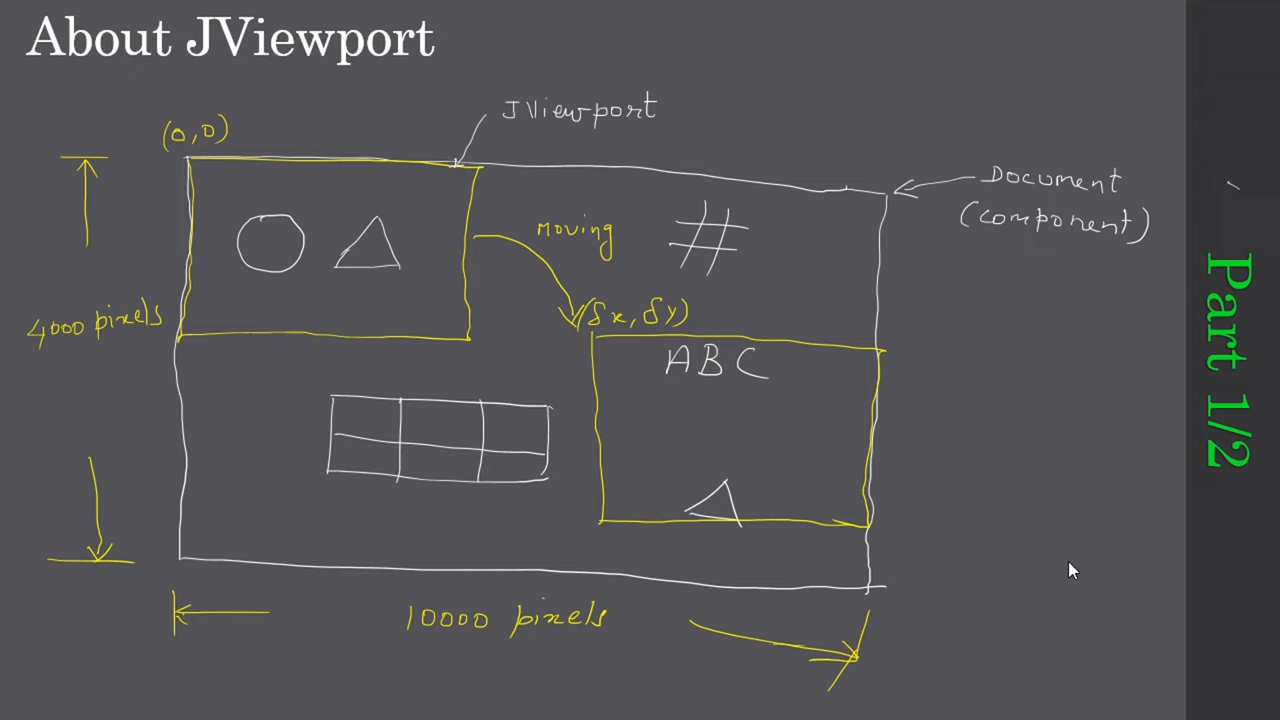 About JViewport
JViewport
(0,0)
Document
(component)
moving
(δx, δy)
4000 pixels
ABC
10000 pixels
Part 1/2